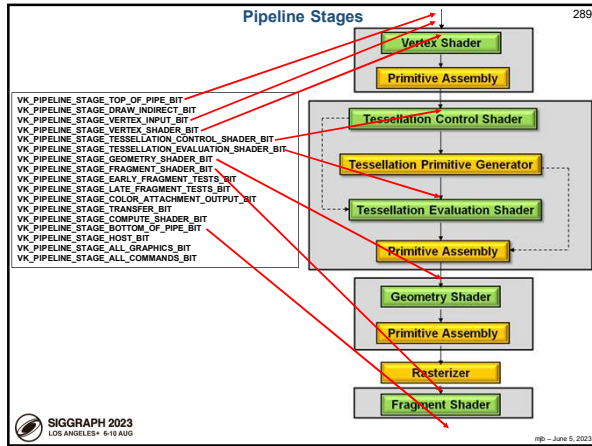 Pipeline Stages
289
VK_PIPELINE_STAGE_TOP_OF_PIPE_BIT
VK_PIPELINE_STAGE_DRAW_INDIRECT_BIT
VK_PIPELINE_STAGE_VERTEX_INPUT_BIT
VK_PIPELINE_STAGE_VERTEX_SHADER_BIT
VK_PIPELINE_STAGE_TESSELLATION_CONTROL_SHADER_BIT
VK_PIPELINE_STAGE_TESSELLATION_EVALUATION_SHADER_BIT
VK_PIPELINE_STAGE_GEOMETRY_SHADER_BIT
VK_PIPELINE_STAGE_FRAGMENT_SHADER_BIT
VK_PIPELINE_STAGE_EARLY_FRAGMENT_TESTS_BIT
VK_PIPELINE_STAGE_LATE_FRAGMENT_TESTS_BIT
VK_PIPELINE_STAGE_COLOR_ATTACHMENT_OUTPUT_BIT
VK_PIPELINE_STAGE_TRANSFER_BIT
VK_PIPELINE_STAGE_COMPUTE_SHADER_BIT
VK_PIPELINE_STAGE_BOTTOM_OF_PIPE_BIT
VK_PIPELINE_STAGE_HOST_BIT
VK_PIPELINE_STAGE_ALL_GRAPHICS_BIT
VK_PIPELINE_STAGE_ALL_COMMANDS_BIT
Vertex Shader
Primitive Assembly
Tessellation Control Shader
Tessellation Primitive Generator
Tessellation Evaluation Shader
Primitive Assembly
Geometry Shader
Primitive Assembly
Rasterizer
Fragment Shader
SIGGRAPH 2023
LOS ANGELES+ 6-10 AUG
mjb – June 5, 2023